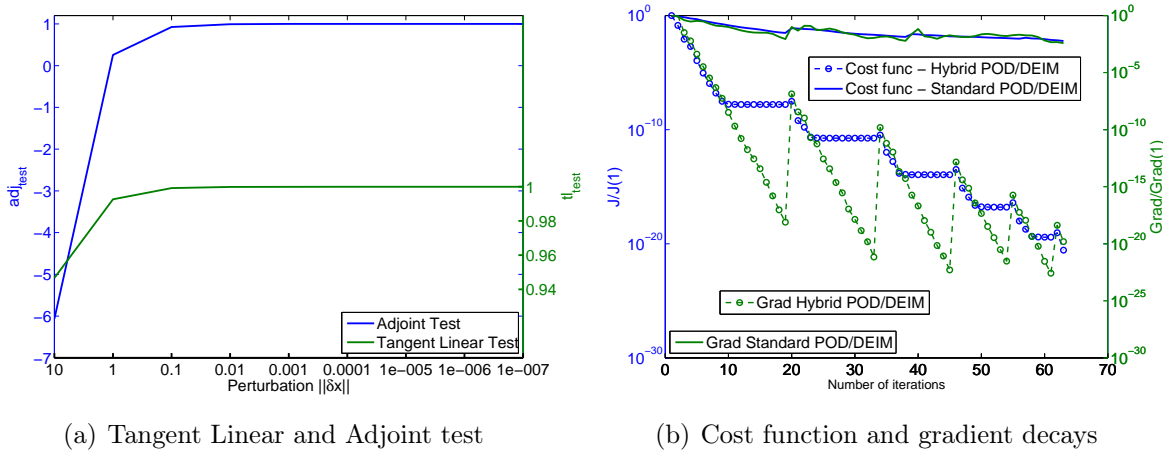 1
0
−1
−2
−3
−4
−5
−6
−7
adj_test
1
0.98
0.96
0.94
tl_test
Adjoint Test
Tangent Linear Test
10 1 0.1 0.01 0.001 0.0001 1e−005 1e−006 1e−007
Perturbation ||δx||
(a) Tangent Linear and Adjoint test
10^0
10^−10
10^−20
10^−30
J/J(1)
10^0
10^−5
10^−10
10^−15
10^−20
10^−25
10^−30
Grad/Grad(1)
Cost func − Hybrid POD/DEIM
Cost func − Standard POD/DEIM
Grad Hybrid POD/DEIM
Grad Standard POD/DEIM
0 10 20 30 40 50 60 70
Number of iterations
(b) Cost function and gradient decays